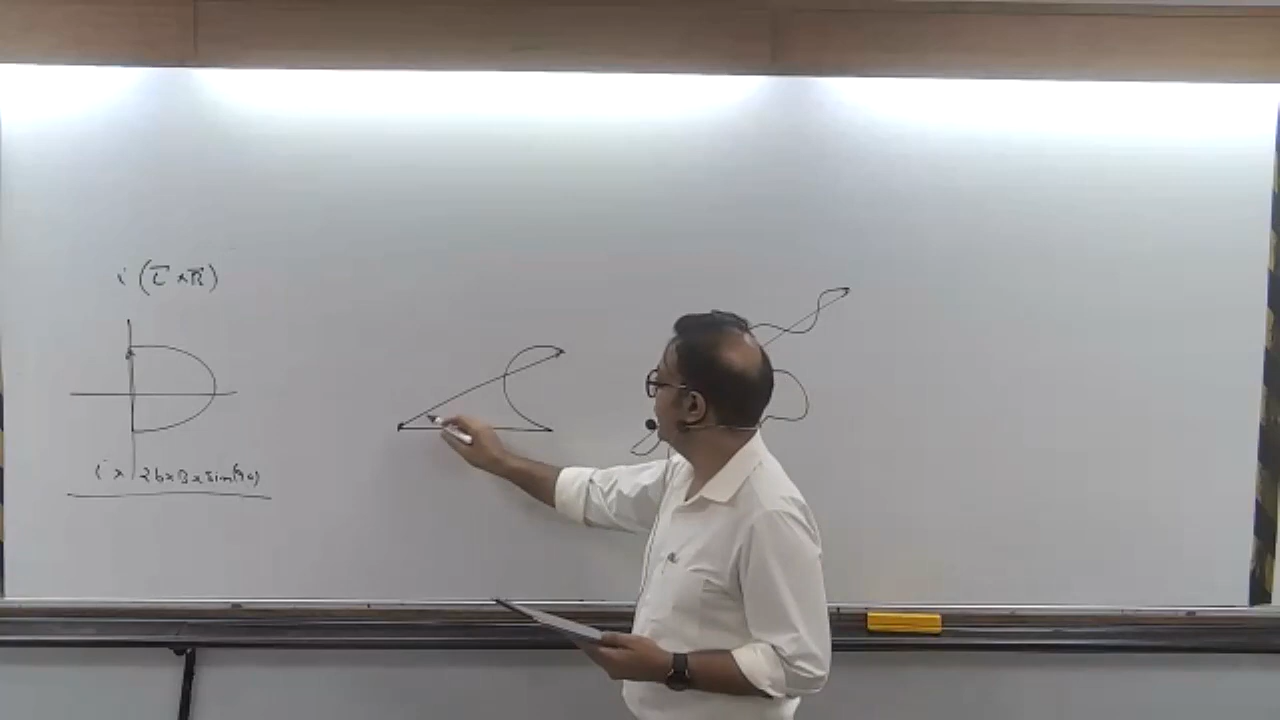 i (L × B)
i × 2b × B × sin(90)